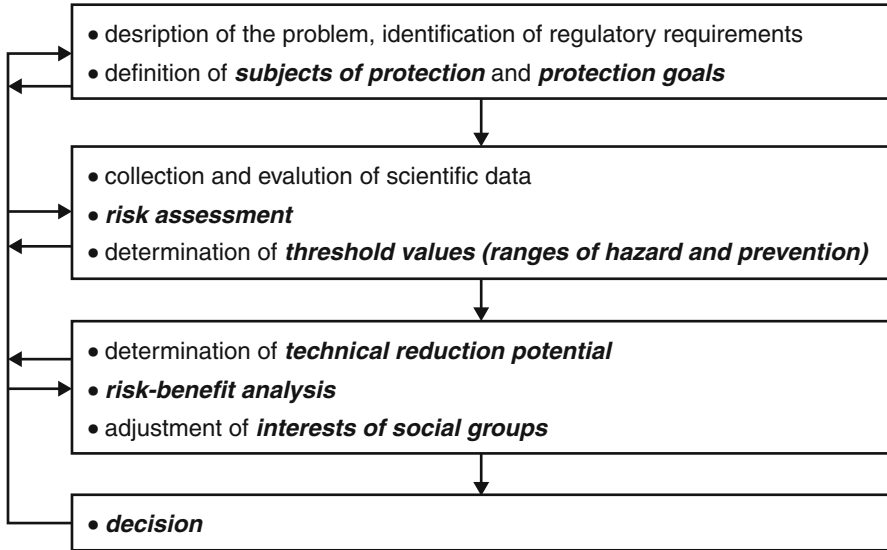 • desription of the problem, identification of regulatory requirements
• definition of subjects of protection and protection goals
• collection and evalution of scientific data
• risk assessment
• determination of threshold values (ranges of hazard and prevention)
• determination of technical reduction potential
• risk-benefit analysis
• adjustment of interests of social groups
• decision